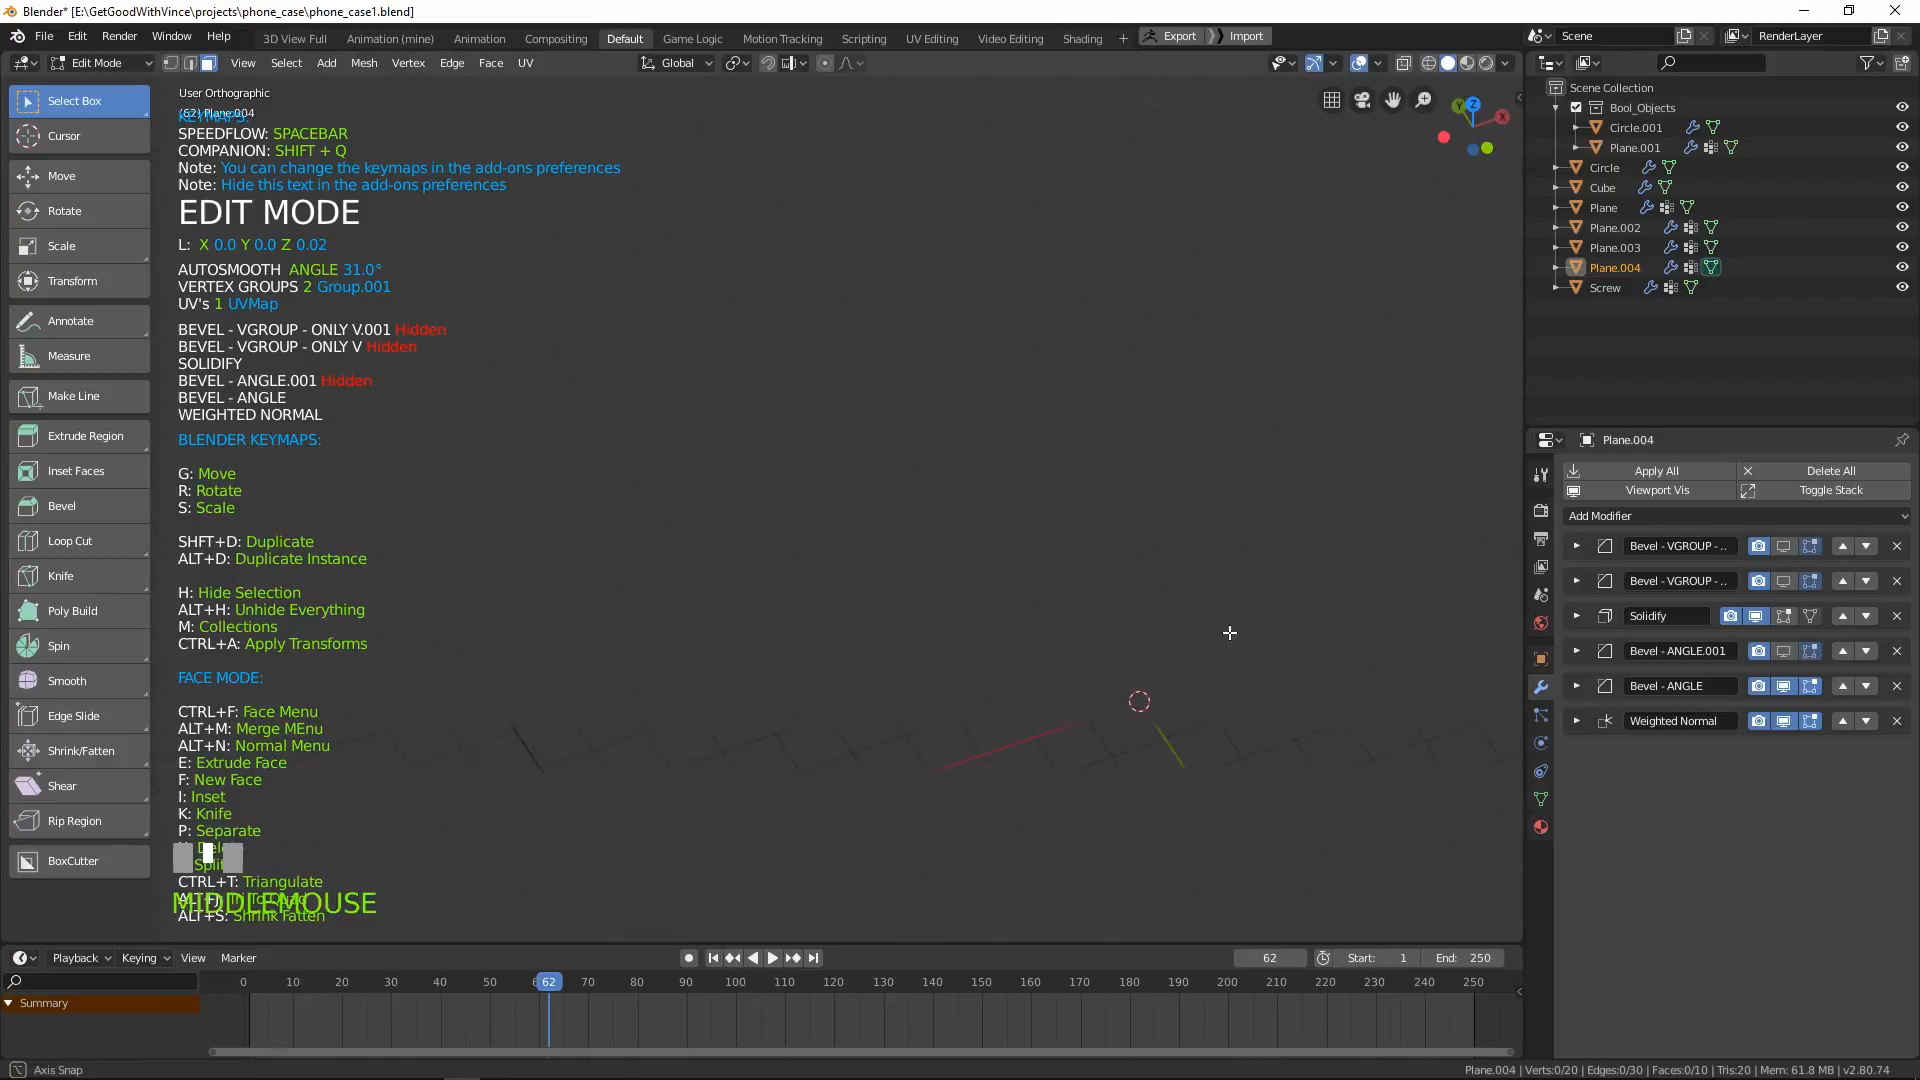 Blender* [E:\GetGoodWithVince\projects\phone_case\phone_case1.blend]
File Edit Render Window Help 3D View Full Animation (mine) Animation Compositing Default Game Logic Motion Tracking Scripting UV Editing Video Editing Shading + Export Import Scene RenderLayer
Edit Mode View Select Add Mesh Vertex Edge Face UV Global
Select Box
Cursor
Move
Rotate
Scale
Transform
Annotate
Measure
Make Line
Extrude Region
Inset Faces
Bevel
Loop Cut
Knife
Poly Build
Spin
Smooth
Edge Slide
Shrink/Fatten
Shear
Rip Region
BoxCutter
User Orthographic
(62) Plane.004
KEYMAPS:
SPEEDFLOW: SPACEBAR
COMPANION: SHIFT + Q
Note: You can change the keymaps in the add-ons preferences
Note: Hide this text in the add-ons preferences
EDIT MODE
L: X 0.0 Y 0.0 Z 0.02
AUTOSMOOTH ANGLE 31.0°
VERTEX GROUPS 2 Group.001
UV's 1 UVMap
BEVEL - VGROUP - ONLY V.001 Hidden
BEVEL - VGROUP - ONLY V Hidden
SOLIDIFY
BEVEL - ANGLE.001 Hidden
BEVEL - ANGLE
WEIGHTED NORMAL
BLENDER KEYMAPS:
G: Move
R: Rotate
S: Scale
SHFT+D: Duplicate
ALT+D: Duplicate Instance
H: Hide Selection
ALT+H: Unhide Everything
M: Collections
CTRL+A: Apply Transforms
FACE MODE:
CTRL+F: Face Menu
ALT+M: Merge MEnu
ALT+N: Normal Menu
E: Extrude Face
F: New Face
I: Inset
K: Knife
P: Separate
Split
CTRL+T: Triangulate
MIDDLEMOUSE
ALT+S: Shrink Fatten
Y Z X
Scene Collection
Bool_Objects
Circle.001
Plane.001
Circle
Cube
Plane
Plane.002
Plane.003
Plane.004
Screw
Plane.004
Apply All Delete All
Viewport Vis Toggle Stack
Add Modifier
Bevel - VGROUP - ..
Bevel - VGROUP - ..
Solidify
Bevel - ANGLE.001
Bevel - ANGLE
Weighted Normal
Playback Keying View Marker 62 Start: 1 End: 250
0 10 20 30 40 50 62 70 80 90 100 110 120 130 140 150 160 170 180 190 200 210 220 230 240 250
Summary
Axis Snap
Plane.004 | Verts:0/20 | Edges:0/30 | Faces:0/10 | Tris:20 | Mem: 61.8 MB | v2.80.74